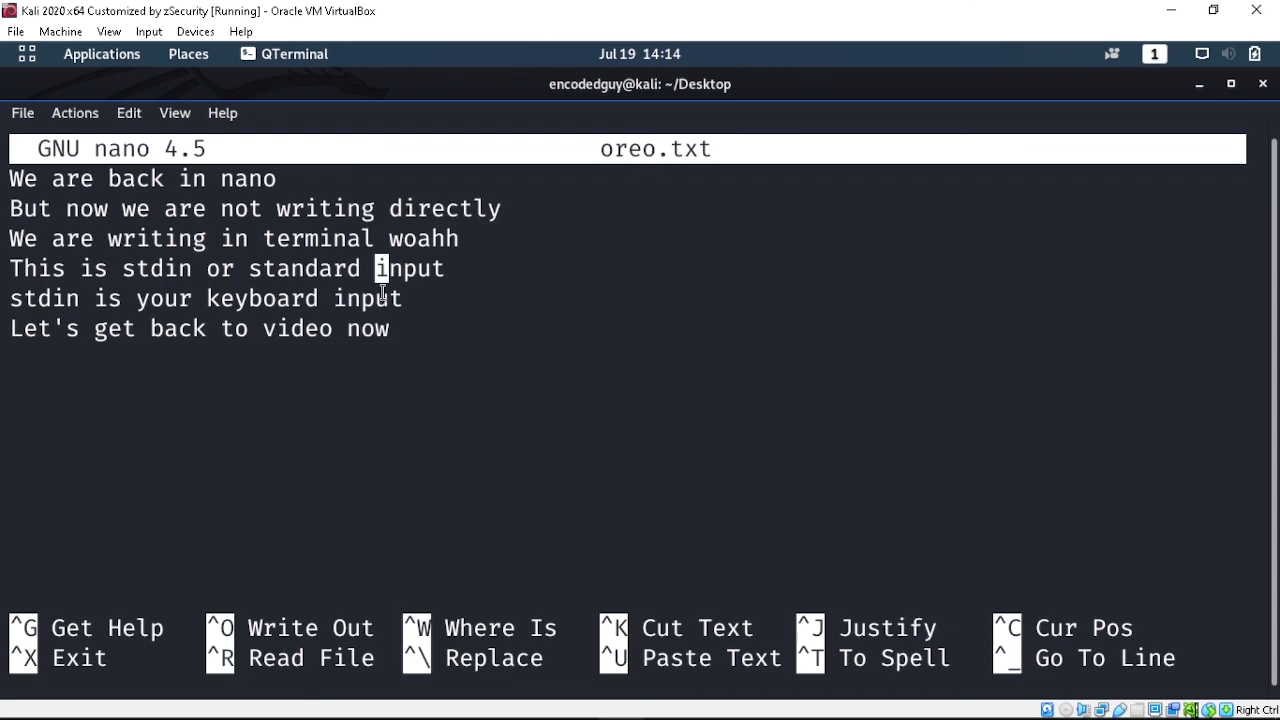 Kali 2020 x64 Customized by zSecurity [Running] - Oracle VM VirtualBox
File Machine View Input Devices Help
Applications Places QTerminal Jul 19 14:14 1
encodedguy@kali: ~/Desktop
File Actions Edit View Help
GNU nano 4.5 oreo.txt
We are back in nano
But now we are not writing directly
We are writing in terminal woahh
This is stdin or standard input
stdin is your keyboard input
Let's get back to video now
^G Get Help ^O Write Out ^W Where Is ^K Cut Text ^J Justify ^C Cur Pos
^X Exit ^R Read File ^\ Replace ^U Paste Text ^T To Spell ^_ Go To Line
Right Ctrl